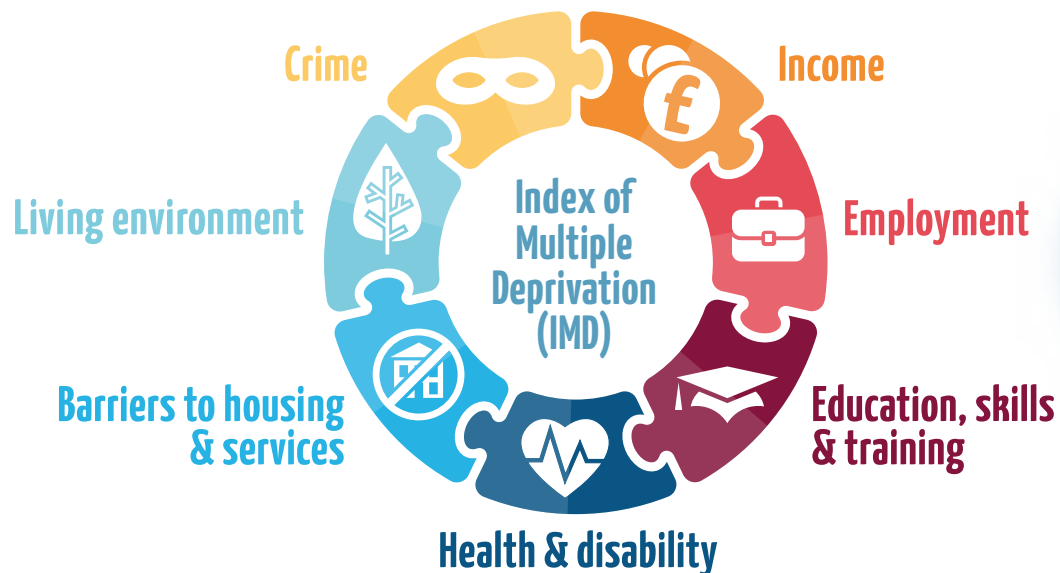 Crime
Income
Living environment
Index of
Multiple
Deprivation
(IMD)
£
Employment
Barriers to housing
& services
Education, skills
& training
Health & disability